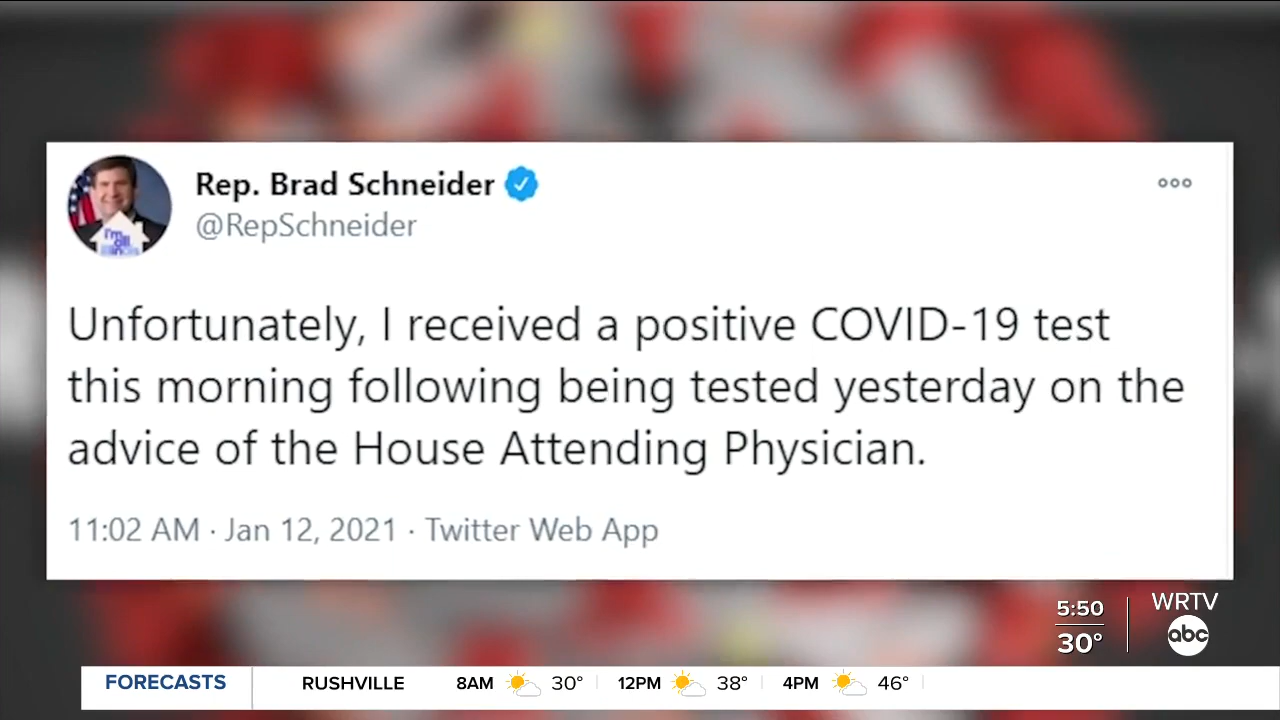 Rep. Brad Schneider
@RepSchneider
Unfortunately, I received a positive COVID-19 test
this morning following being tested yesterday on the
advice of the House Attending Physician.
11:02 AM · Jan 12, 2021 · Twitter Web App
5:50
30°
WRTV
abc
FORECASTS RUSHVILLE 8AM 30° 12PM 38° 4PM 46°